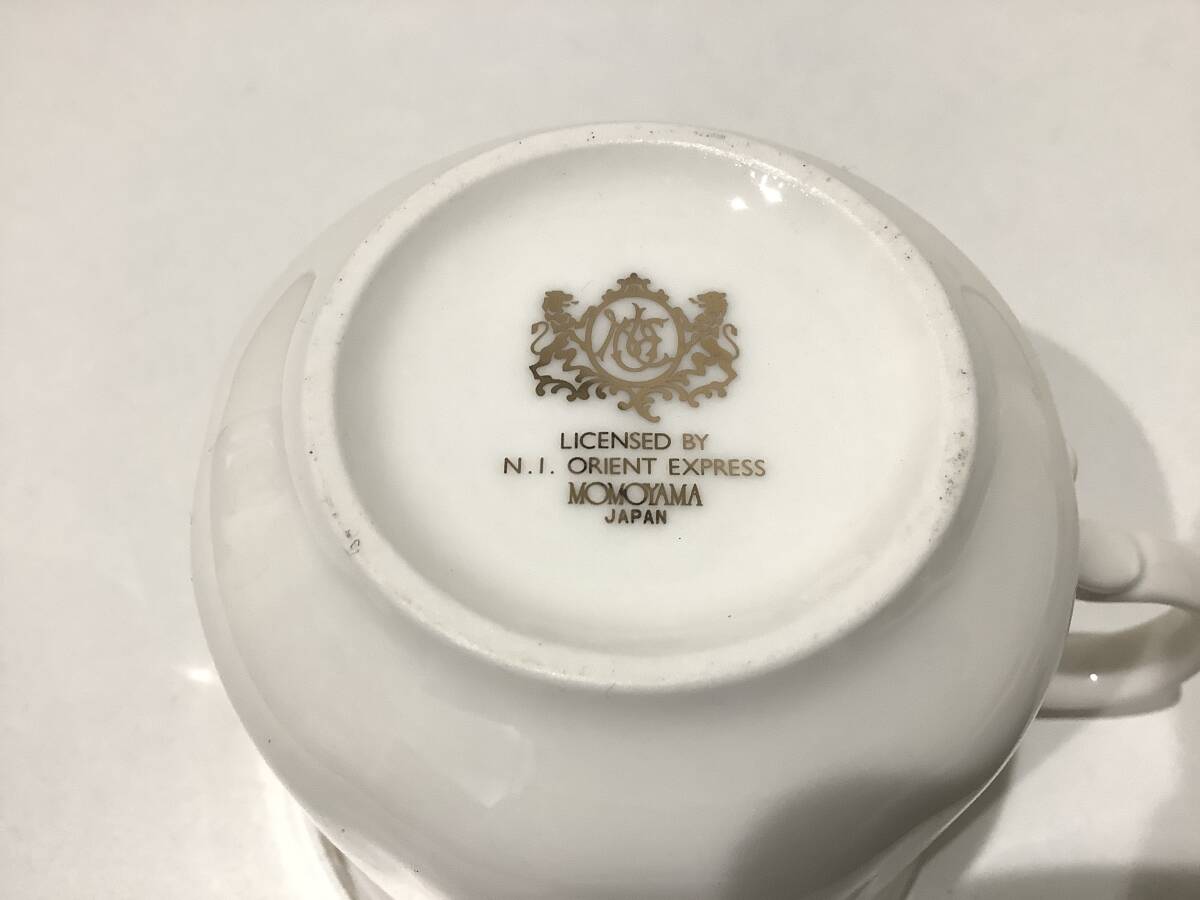 LICENSED BY
N.I. ORIENT EXPRESS
MOMOYAMA
JAPAN